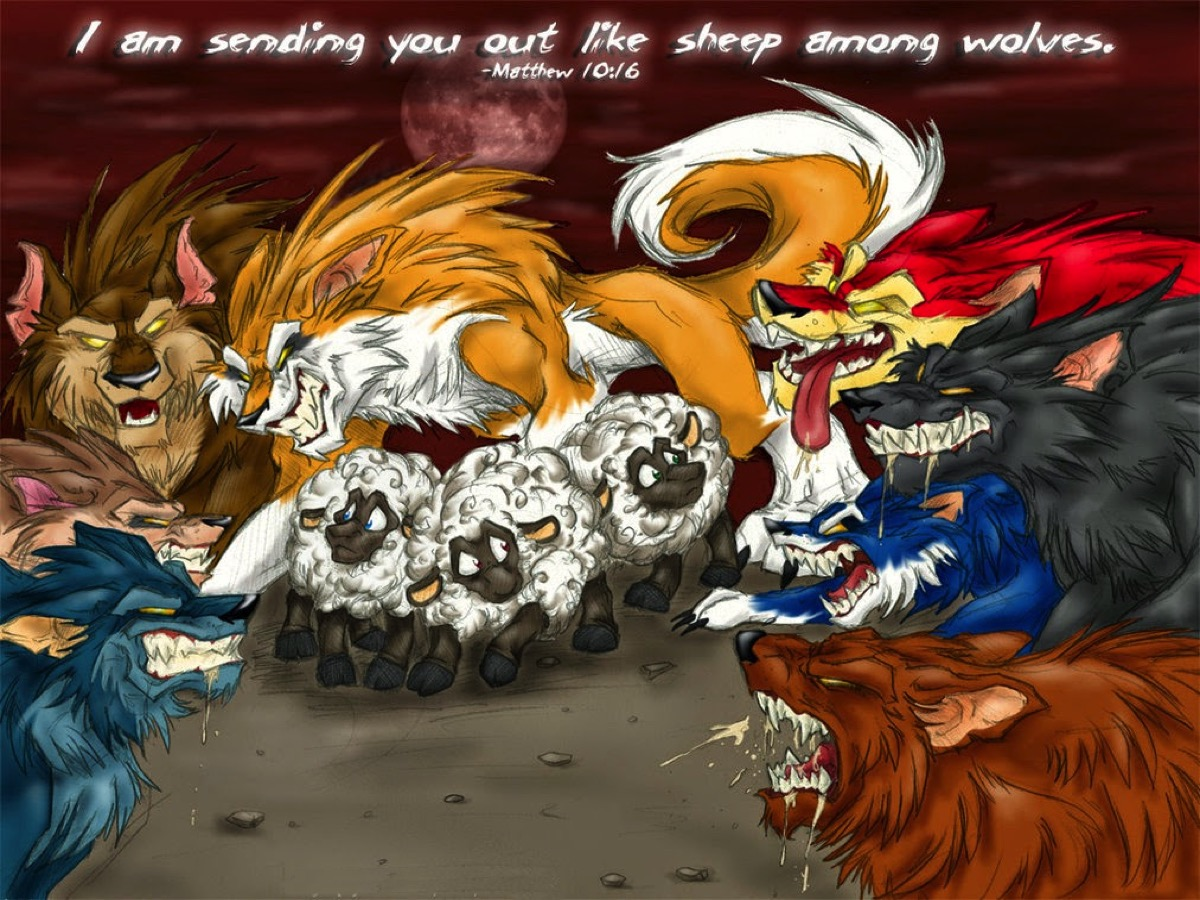 I am sending you out like sheep among wolves.
-Matthew 10:16